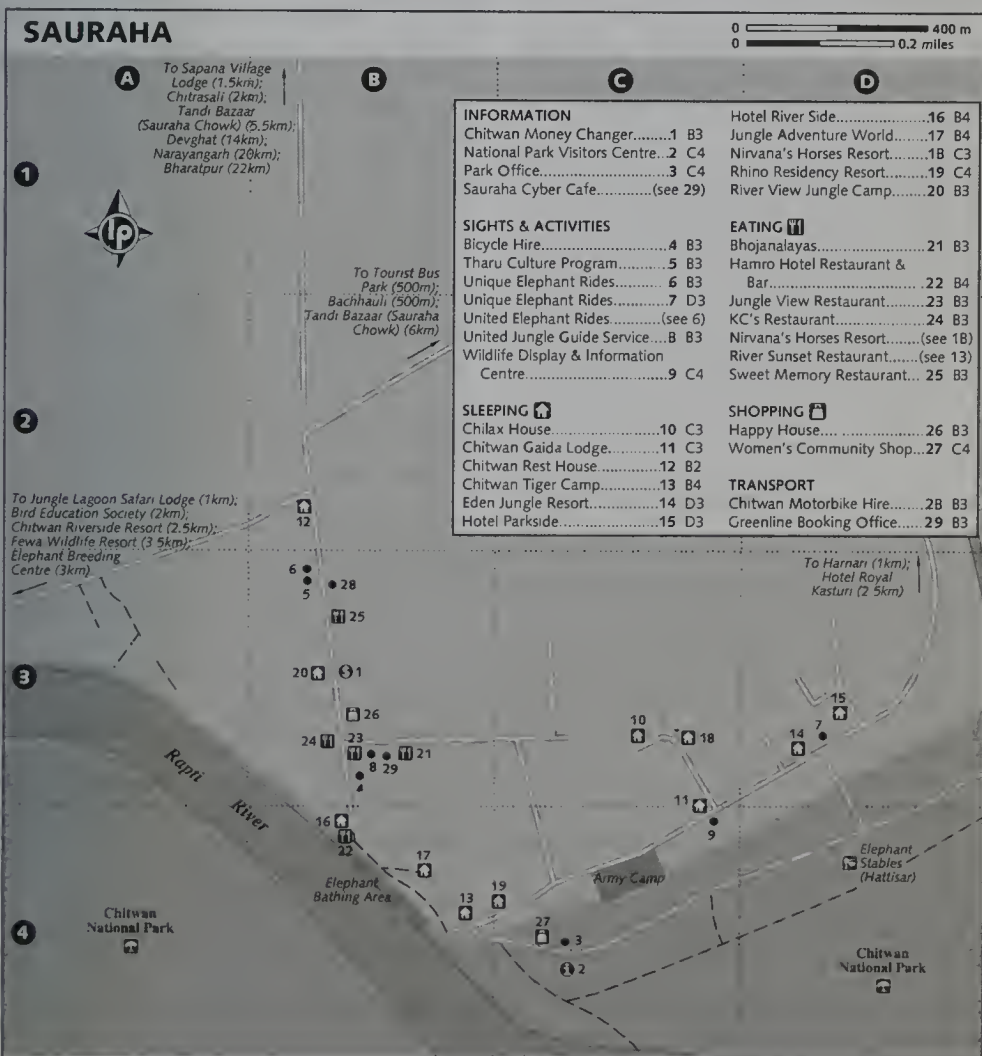 SAURAHA
0 400 m
0 0.2 miles
A
B
C
D
1
2
3
4
To Sapana Village
Lodge (1.5km);
Chitrasali (2km);
Tandi Bazaar
(Sauraha Chowk) (5.5km);
Devghat (14km);
Narayangarh (20km);
Bharatpur (22km)
lp
To Tourist Bus
Park (500m);
Bachhauli (500m);
Tandi Bazaar (Sauraha
Chowk) (6km)
INFORMATION
Chitwan Money Changer........1 B3
National Park Visitors Centre..2 C4
Park Office.................3 C4
Sauraha Cyber Cafe............(see 29)
SIGHTS & ACTIVITIES
Bicycle Hire.................4 B3
Tharu Culture Program..........5 B3
Unique Elephant Rides.......... 6 B3
Unique Elephant Rides..........7 D3
United Elephant Rides.........(see 6)
United Jungle Guide Service....8 B3
Wildlife Display & Information
Centre.................9 C4
SLEEPING
Chilax House.................10 C3
Chitwan Gaida Lodge..........11 C3
Chitwan Rest House..........12 B2
Chitwan Tiger Camp..........13 B4
Eden Jungle Resort..........14 D3
Hotel Parkside.................15 D3
Hotel River Side.................16 B4
Jungle Adventure World........17 B4
Nirvana's Horses Resort.........18 C3
Rhino Residency Resort.........19 C4
River View Jungle Camp........20 B3
EATING
Bhojanalayas.................21 B3
Hamro Hotel Restaurant &
Bar.................22 B4
Jungle View Restaurant........23 B3
KC's Restaurant.................24 B3
Nirvana's Horses Resort.......(see 18)
River Sunset Restaurant.......(see 13)
Sweet Memory Restaurant... 25 B3
SHOPPING
Happy House.................26 B3
Women's Community Shop...27 C4
TRANSPORT
Chitwan Motorbike Hire........28 B3
Greenline Booking Office......29 B3
To Jungle Lagoon Safari Lodge (1km);
Bird Education Society (2km);
Chitwan Riverside Resort (2.5km);
Fewa Wildlife Resort (3 5km);
Elephant Breeding
Centre (3km)
To Harnari (1km);
Hotel Royal
Kasturi (2 5km)
12
6
5
28
25
20
1
26
24
23
8
29
21
4
16
22
17
13
19
10
18
11
9
14
7
15
27
3
2
Rapti
River
Elephant
Bathing Area
Army Camp
Elephant
Stables
(Hattisar)
Chitwan
National Park
Chitwan
National Park